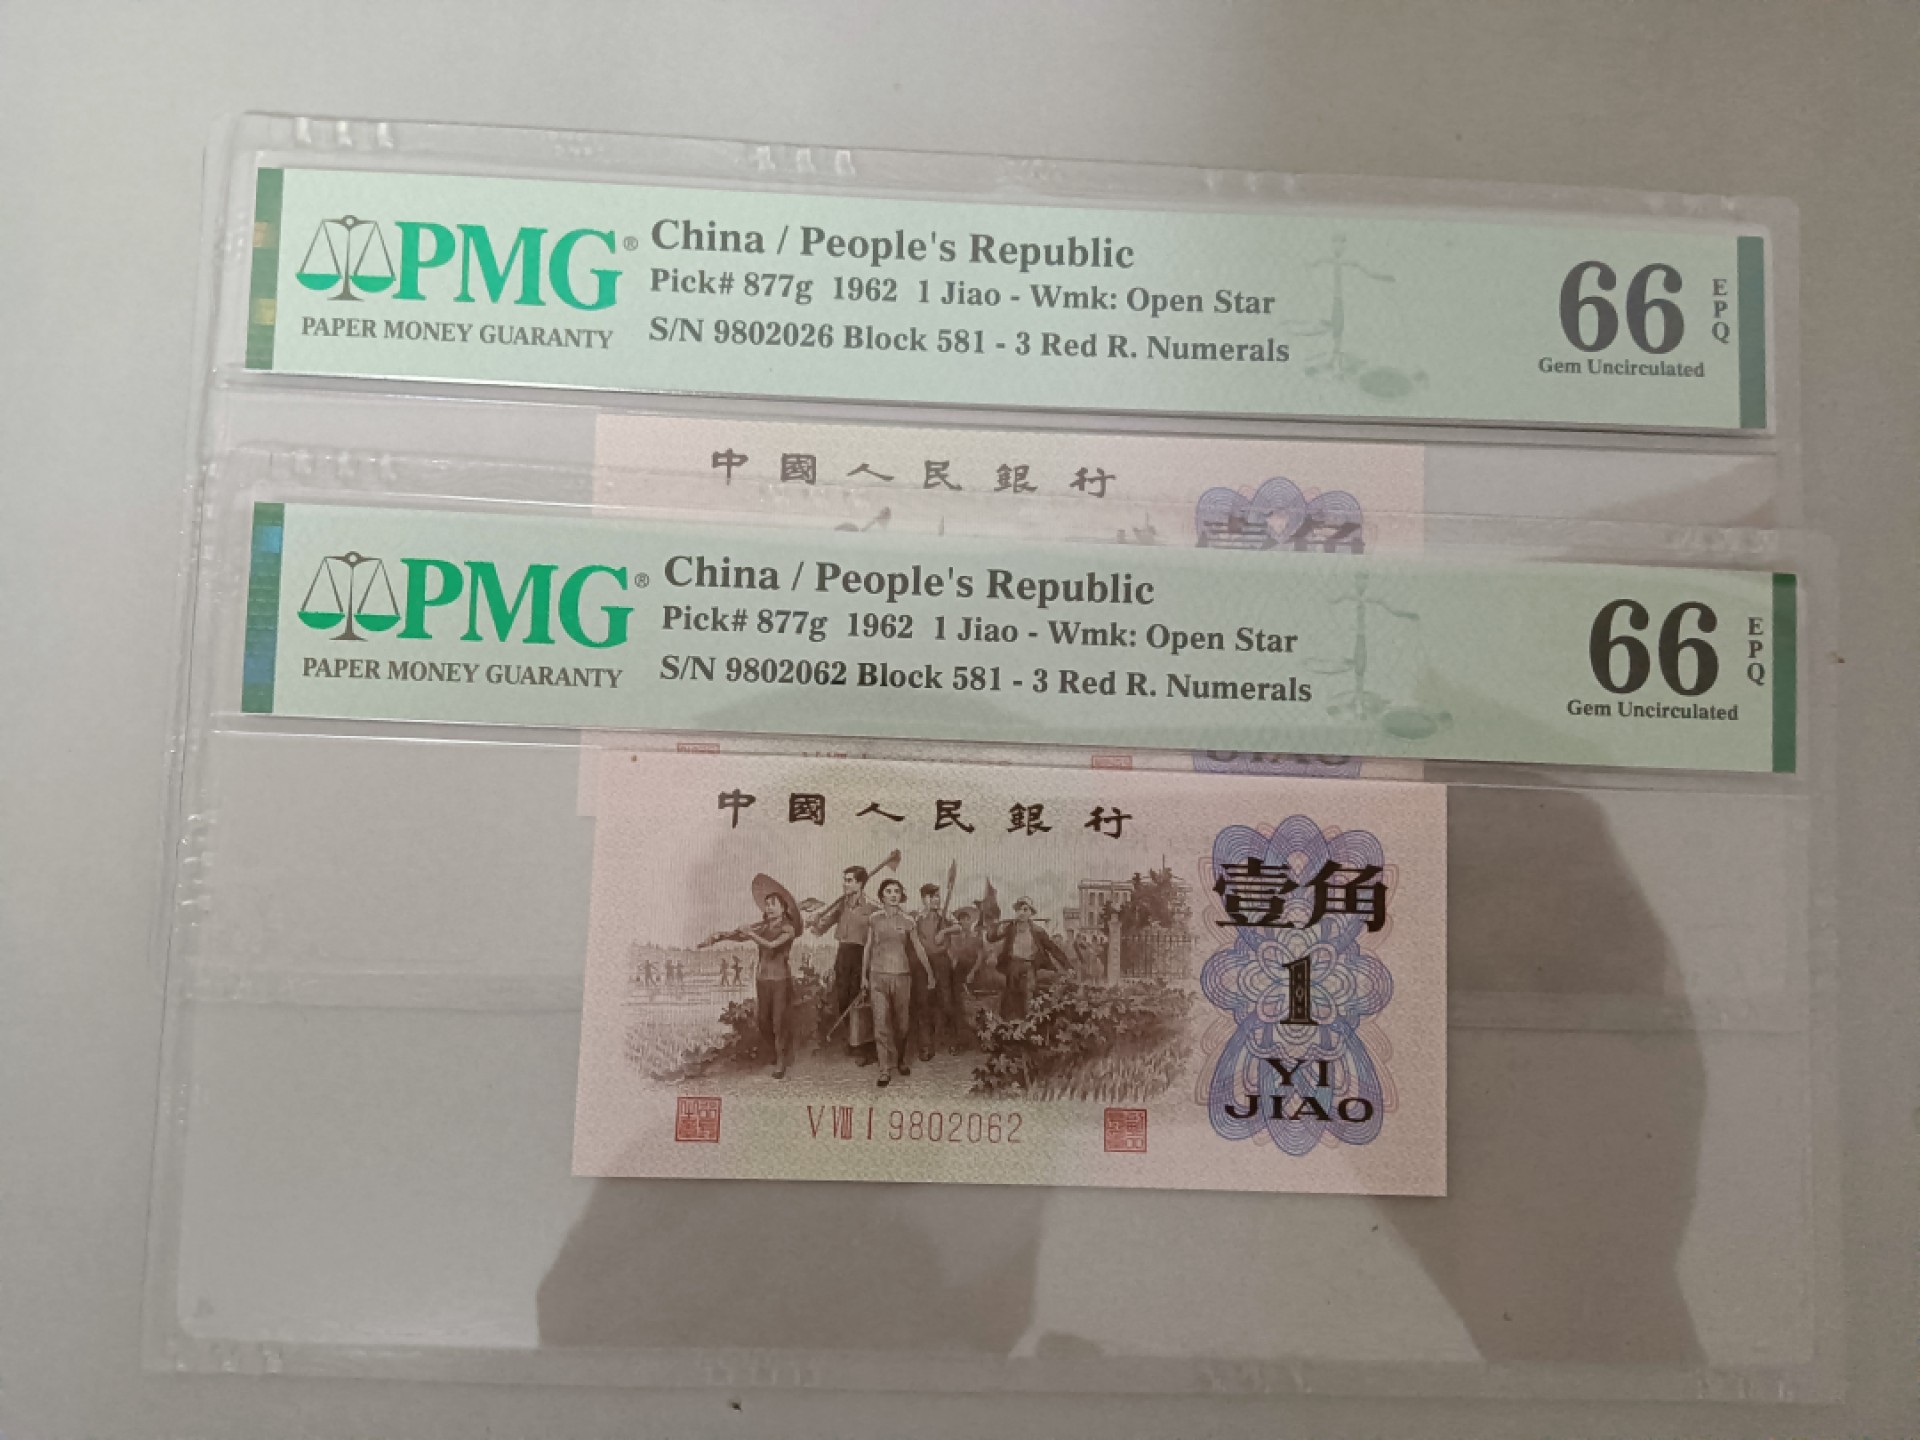 PMG® China / People's Republic
Pick# 877g 1962 1 Jiao - Wmk: Open Star
PAPER MONEY GUARANTY
S/N 9802026 Block 581 - 3 Red R. Numerals
66 EPQ
Gem Uncirculated
中國人民銀行
壹角
PMG® China / People's Republic
Pick# 877g 1962 1 Jiao - Wmk: Open Star
PAPER MONEY GUARANTY
S/N 9802062 Block 581 - 3 Red R. Numerals
66 EPQ
Gem Uncirculated
JIAO
中國人民銀行
壹角
1
YI
JIAO
V VIII I 9802062